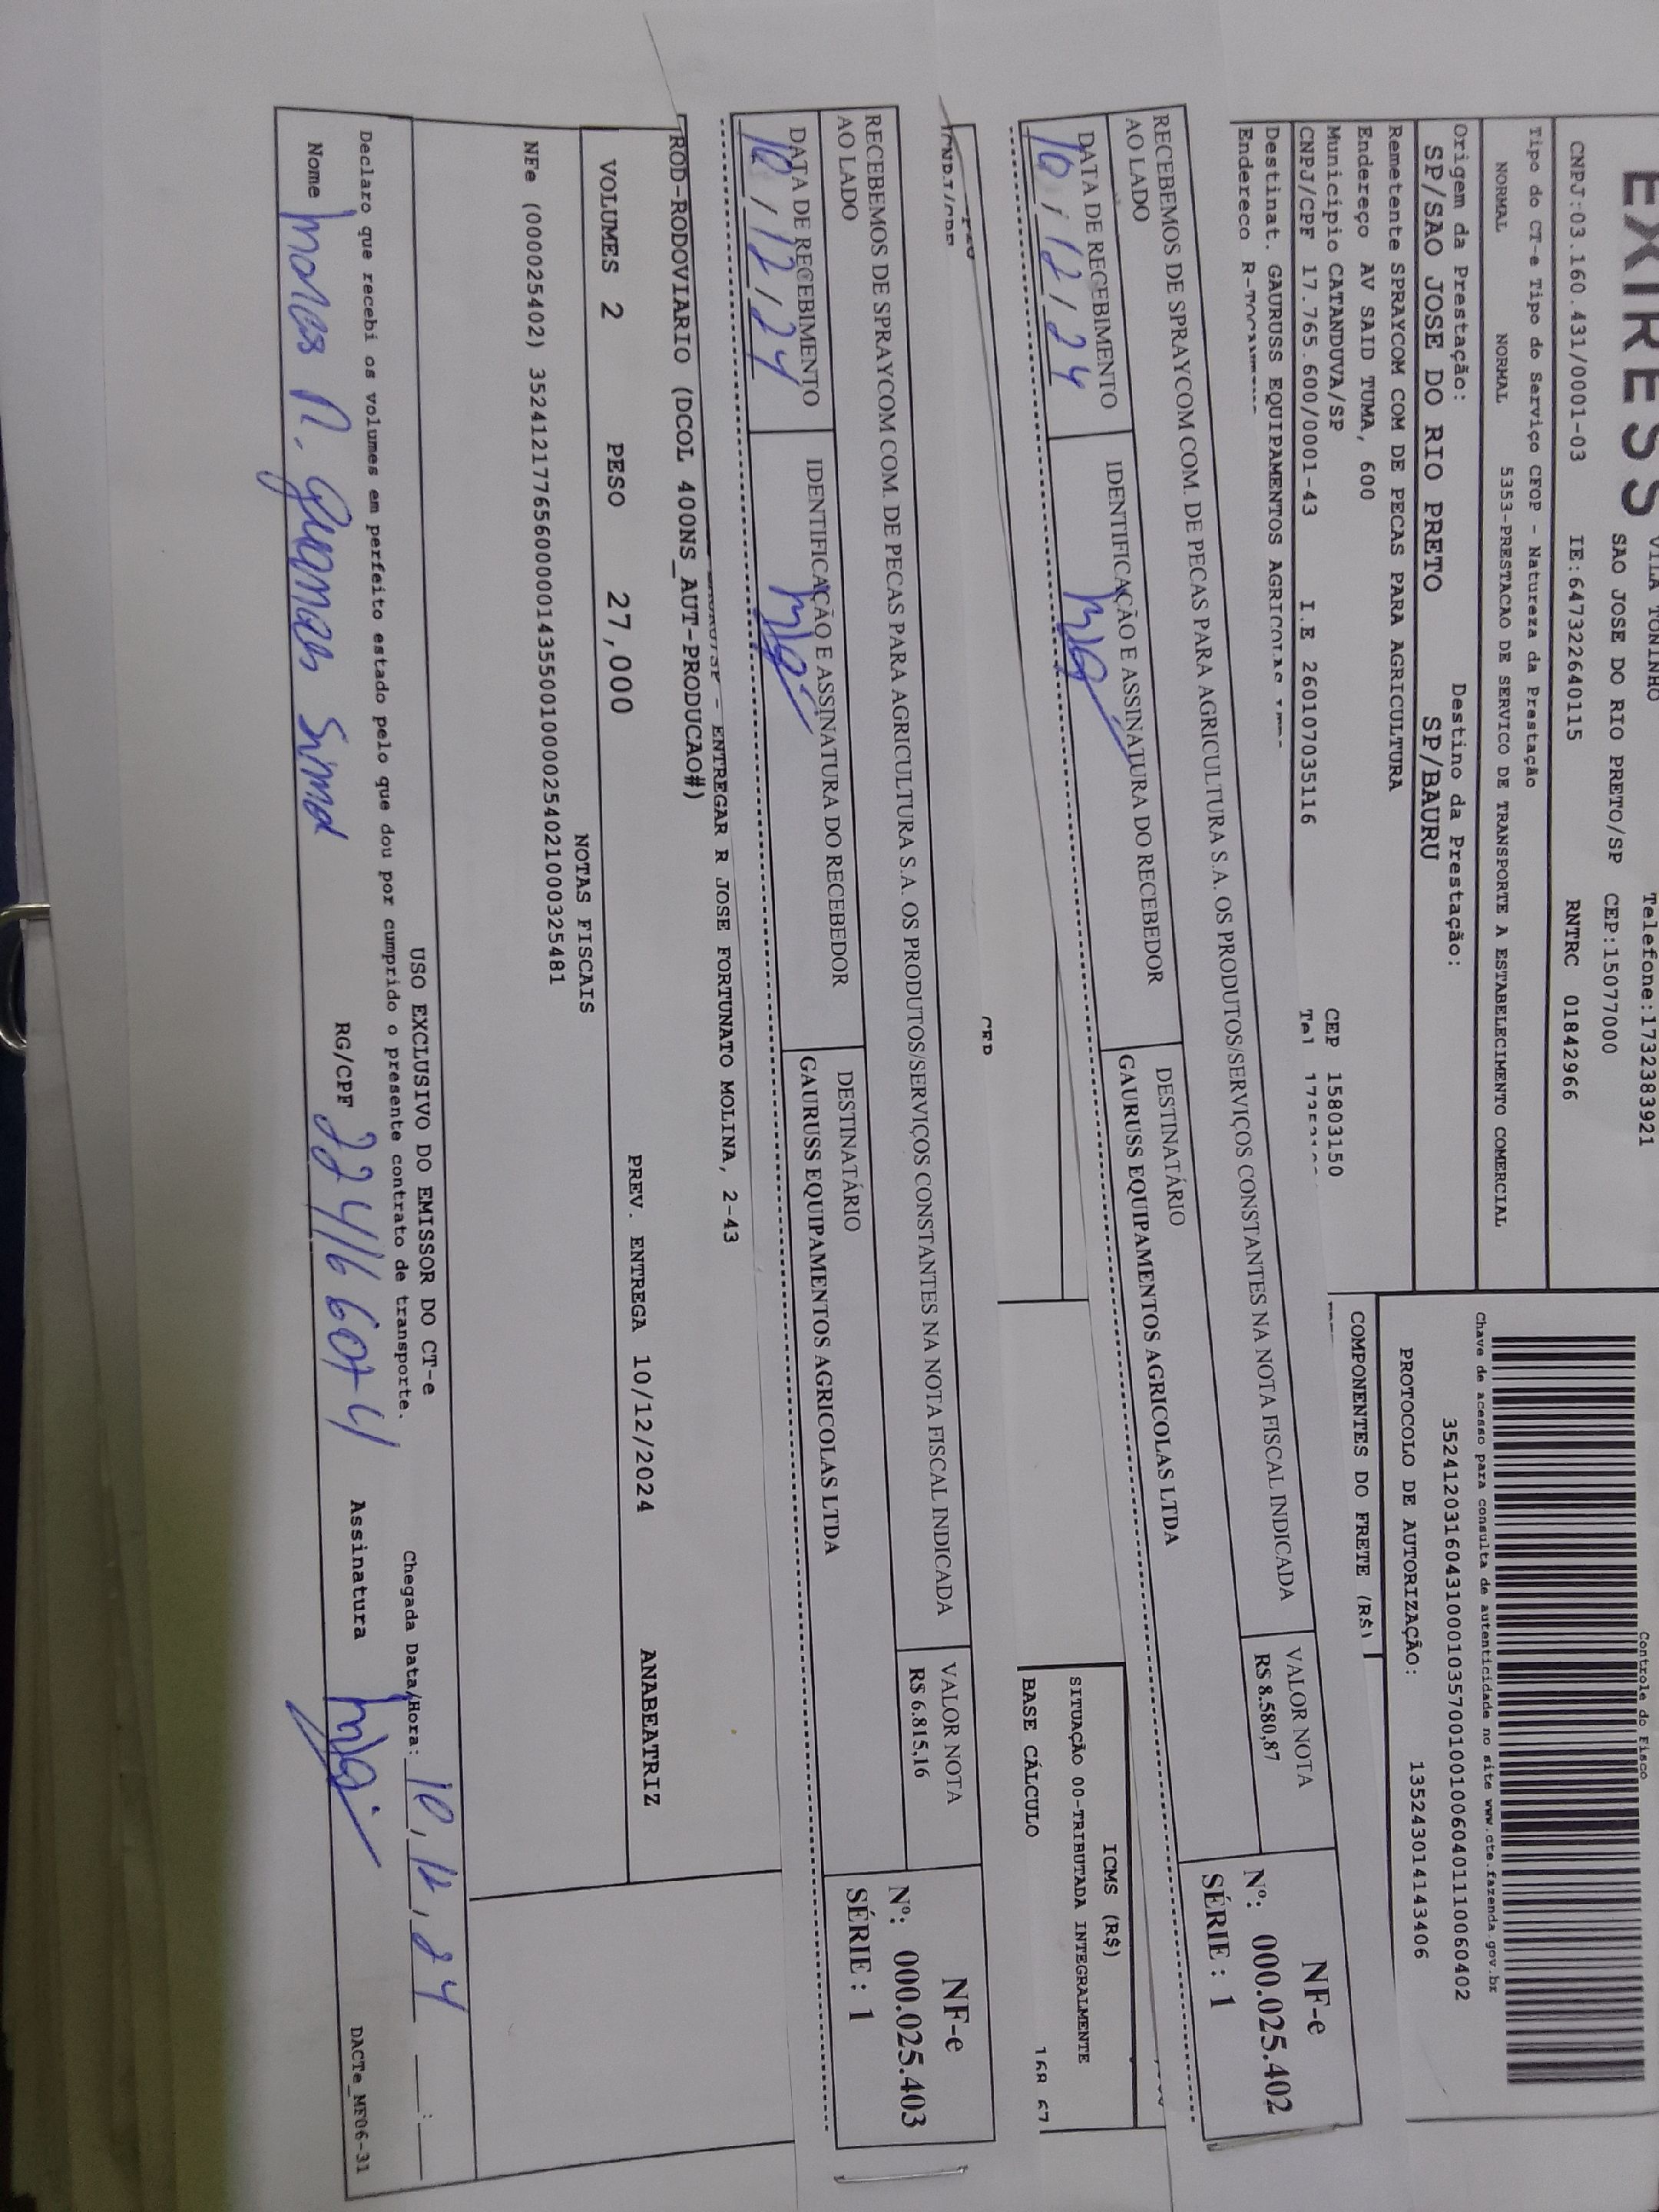 EXPRESS
VILA TONINHO
SAO JOSE DO RIO PRETO/SP CEP:15077000
Telefone:1732383921
CNPJ:03.160.431/0001-03 IE:647322640115 RNTRC 01842966
Tipo do CT-e Tipo do Serviço CFOP - Natureza da Prestação
NORMAL NORMAL 5353-PRESTACAO DE SERVICO DE TRANSPORTE A ESTABELECIMENTO COMERCIAL
Origem da Prestação: Destino da Prestação:
SP/SAO JOSE DO RIO PRETO SP/BAURU
Controle do Fisco
Chave de acesso para consulta de autenticidade no site www.cte.fazenda.gov.br
35241203160431000103570010010060401110060402
PROTOCOLO DE AUTORIZAÇÃO: 135243014143406
Remetente SPRAYCOM COM DE PECAS PARA AGRICULTURA
Endereço AV SAID TUMA, 600
Município CATANDUVA/SP CEP 15803150
CNPJ/CPF 17.765.600/0001-43 I.E 260107035116 Tel
Destinat. GAURUSS EQUIPAMENTOS AGRICOLAS
Endereco
COMPONENTES DO FRETE (R$)
RECEBEMOS DE SPRAYCOM COM. DE PECAS PARA AGRICULTURA S.A. OS PRODUTOS/SERVIÇOS CONSTANTES NA NOTA FISCAL INDICADA
AO LADO
VALOR NOTA
R$ 8.580,87
NF-e
Nº: 000.025.402
SÉRIE : 1
DATA DE RECEBIMENTO IDENTIFICAÇÃO E ASSINATURA DO RECEBEDOR DESTINATÁRIO
10/12/24 GAURUSS EQUIPAMENTOS AGRICOLAS LTDA
ICMS (R$)
SITUAÇÃO 00-TRIBUTADA INTEGRALMENTE
BASE CÁLCULO 168,67
RECEBEMOS DE SPRAYCOM COM. DE PECAS PARA AGRICULTURA S.A. OS PRODUTOS/SERVIÇOS CONSTANTES NA NOTA FISCAL INDICADA
AO LADO
VALOR NOTA
R$ 6.815,16
NF-e
Nº: 000.025.403
SÉRIE : 1
DATA DE RECEBIMENTO IDENTIFICAÇÃO E ASSINATURA DO RECEBEDOR DESTINATÁRIO
10/12/24 GAURUSS EQUIPAMENTOS AGRICOLAS LTDA
- ENTREGAR R JOSE FORTUNATO MOLINA, 2-43
ROD-RODOVIARIO (DCOL 400NS_AUT-PRODUCAO#)
VOLUMES 2 PESO 27,000 PREV. ENTREGA 10/12/2024 ANABEATRIZ
NOTAS FISCAIS
NFe (000025402) 35241217765600000143550010000254021000325481
USO EXCLUSIVO DO EMISSOR DO CT-e
Declaro que recebi os volumes em perfeito estado pelo que dou por cumprido o presente contrato de transporte.
Chegada Data/Hora: 10/12/24 __:__
Nome RG/CPF 22416607-4 Assinatura
DACTe_MF06-31